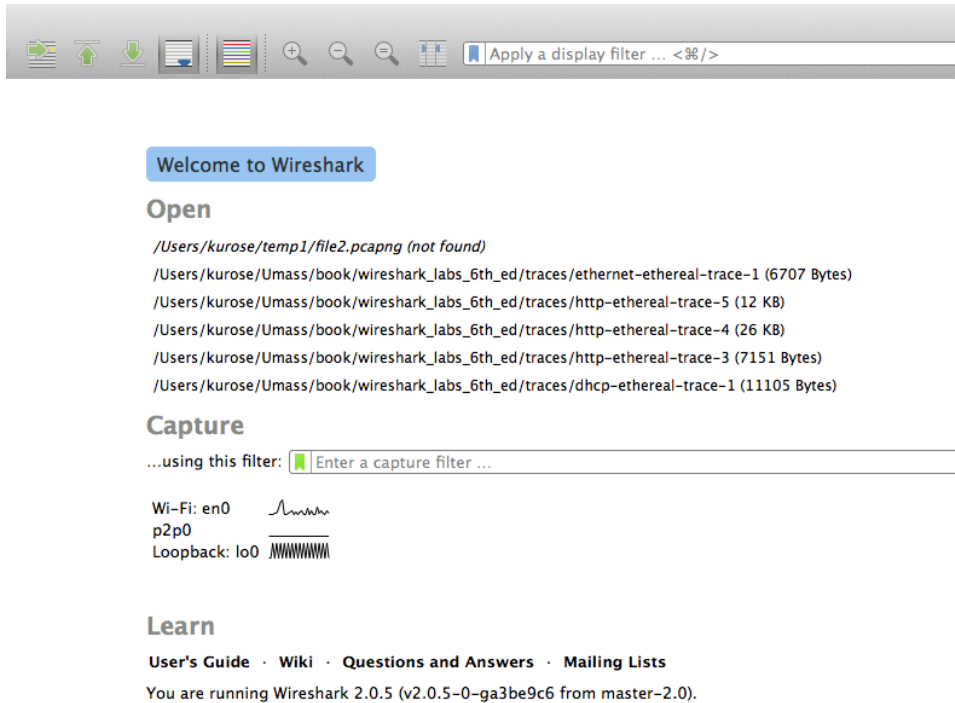 Apply a display filter ... <⌘/>
Welcome to Wireshark
Open
/Users/kurose/temp1/file2.pcapng (not found)
/Users/kurose/Umass/book/wireshark_labs_6th_ed/traces/ethernet-ethereal-trace-1 (6707 Bytes)
/Users/kurose/Umass/book/wireshark_labs_6th_ed/traces/http-ethereal-trace-5 (12 KB)
/Users/kurose/Umass/book/wireshark_labs_6th_ed/traces/http-ethereal-trace-4 (26 KB)
/Users/kurose/Umass/book/wireshark_labs_6th_ed/traces/http-ethereal-trace-3 (7151 Bytes)
/Users/kurose/Umass/book/wireshark_labs_6th_ed/traces/dhcp-ethereal-trace-1 (11105 Bytes)
Capture
...using this filter: Enter a capture filter ...
Wi-Fi: en0
p2p0
Loopback: lo0
Learn
User's Guide · Wiki · Questions and Answers · Mailing Lists
You are running Wireshark 2.0.5 (v2.0.5-0-ga3be9c6 from master-2.0).